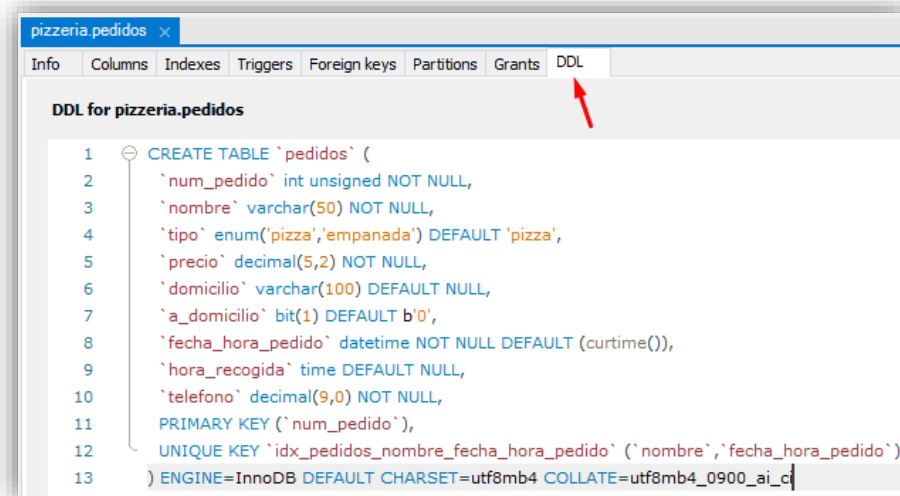 pizzeria.pedidos ×
Info Columns Indexes Triggers Foreign keys Partitions Grants DDL
DDL for pizzeria.pedidos
1 CREATE TABLE `pedidos` (
2 `num_pedido` int unsigned NOT NULL,
3 `nombre` varchar(50) NOT NULL,
4 `tipo` enum('pizza','empanada') DEFAULT 'pizza',
5 `precio` decimal(5,2) NOT NULL,
6 `domicilio` varchar(100) DEFAULT NULL,
7 `a_domicilio` bit(1) DEFAULT b'0',
8 `fecha_hora_pedido` datetime NOT NULL DEFAULT (curtime()),
9 `hora_recogida` time DEFAULT NULL,
10 `telefono` decimal(9,0) NOT NULL,
11 PRIMARY KEY (`num_pedido`),
12 UNIQUE KEY `idx_pedidos_nombre_fecha_hora_pedido` (`nombre`,`fecha_hora_pedido`)
13 ) ENGINE=InnoDB DEFAULT CHARSET=utf8mb4 COLLATE=utf8mb4_0900_ai_ci